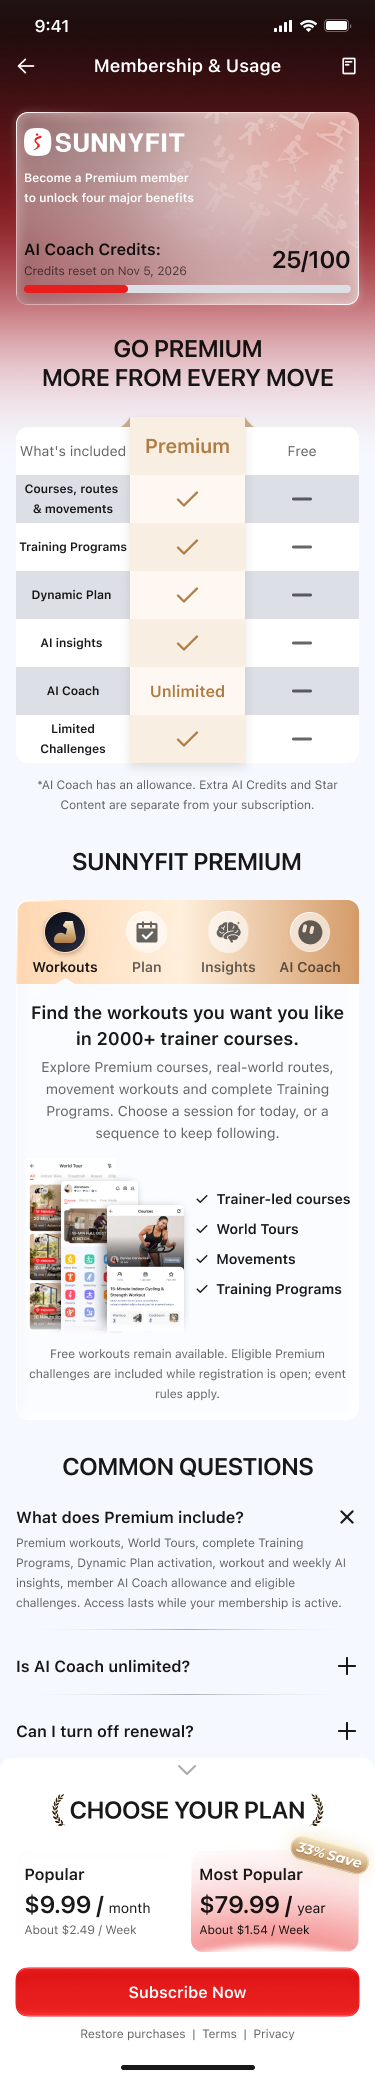 9:41
Membership & Usage
SUNNYFIT
Become a Premium member
to unlock four major benefits
AI Coach Credits:
Credits reset on Nov 5, 2026
25/100
GO PREMIUM
MORE FROM EVERY MOVE
What's included
Premium
Free
Courses, routes
& movements
Training Programs
Dynamic Plan
AI insights
AI Coach
Unlimited
Limited
Challenges
*AI Coach has an allowance. Extra AI Credits and Star
Content are separate from your subscription.
SUNNYFIT PREMIUM
Workouts
Plan
Insights
AI Coach
Find the workouts you want you like
in 2000+ trainer courses.
Explore Premium courses, real-world routes,
movement workouts and complete Training
Programs. Choose a session for today, or a
sequence to keep following.
World Tour
Courses
15-Minute Indoor Cycling &
Strength Workout
Trainer-led courses
World Tours
Movements
Training Programs
Free workouts remain available. Eligible Premium
challenges are included while registration is open; event
rules apply.
COMMON QUESTIONS
What does Premium include?
Premium workouts, World Tours, complete Training
Programs, Dynamic Plan activation, workout and weekly AI
insights, member AI Coach allowance and eligible
challenges. Access lasts while your membership is active.
Is AI Coach unlimited?
Can I turn off renewal?
CHOOSE YOUR PLAN
33% Save
Popular
$9.99 / month
About $2.49 / Week
Most Popular
$79.99 / year
About $1.54 / Week
Subscribe Now
Restore purchases | Terms | Privacy